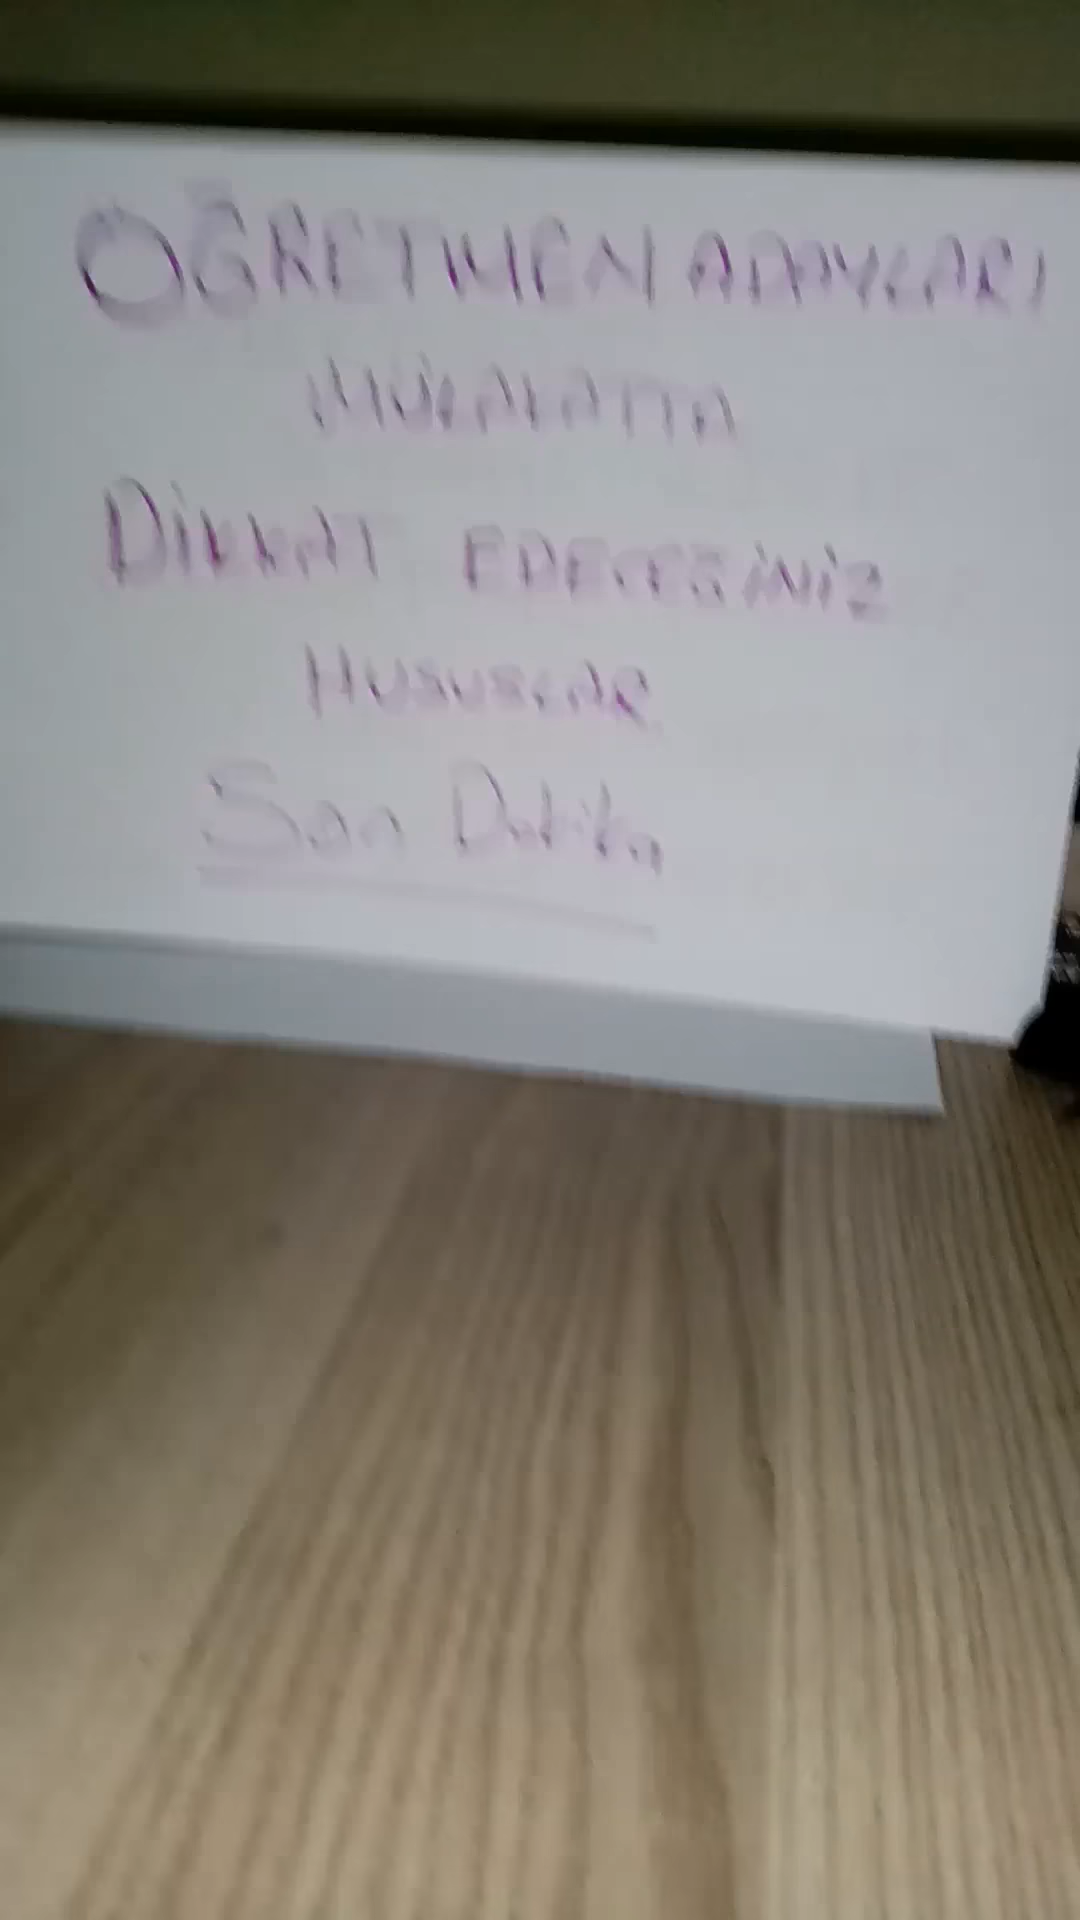 ÖĞRETMEN ADAYLARI
MÜLAKATTA
DİKKAT EDECEĞİNİZ
HUSUSLAR
Son Dakika